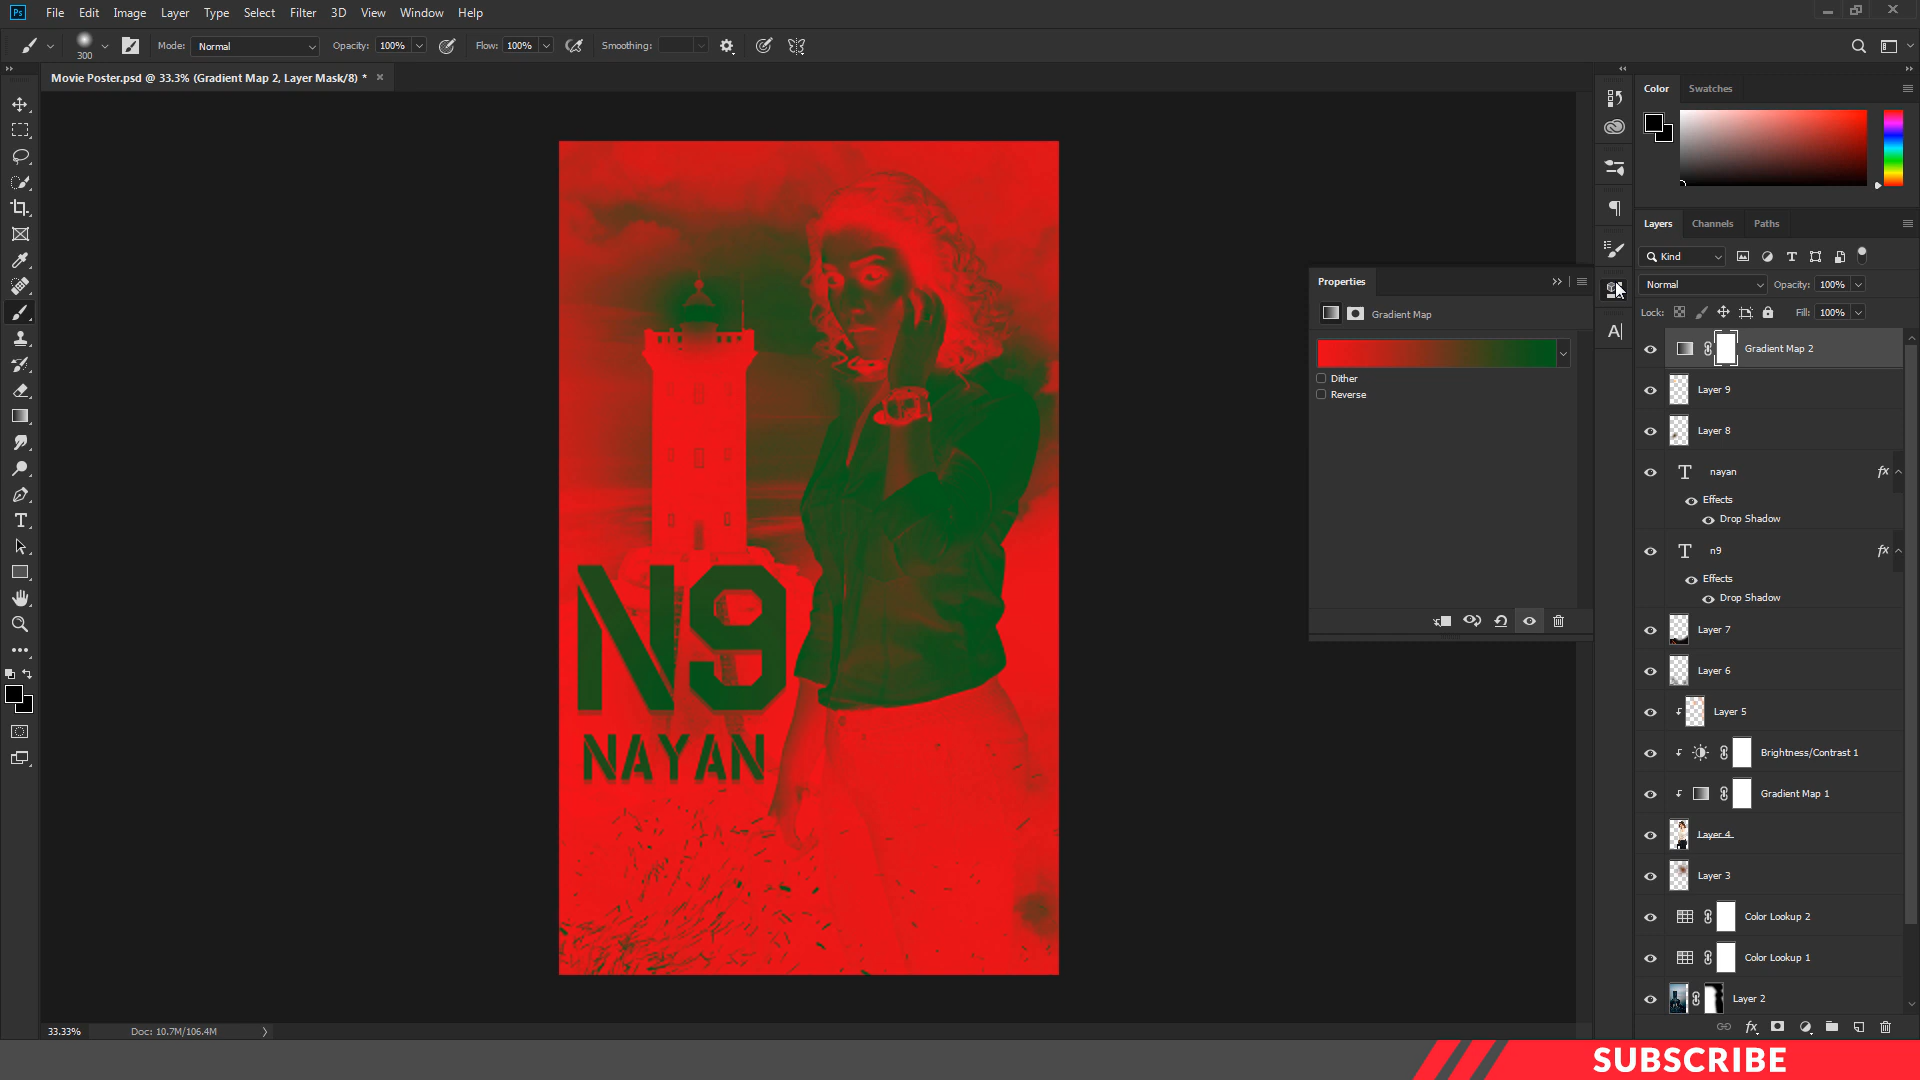 Ps File Edit Image Layer Type Select Filter 3D View Window Help
300 Mode: Normal Opacity: 100% Flow: 100% Smoothing:
Movie Poster.psd @ 33.3% (Gradient Map 2, Layer Mask/8) * ×
N9
NAYAN
Properties
Gradient Map
Dither
Reverse
Color Swatches
Layers Channels Paths
Kind
Normal Opacity: 100%
Lock: Fill: 100%
Gradient Map 2
Layer 9
Layer 8
nayan fx
Effects
Drop Shadow
n9 fx
Effects
Drop Shadow
Layer 7
Layer 6
Layer 5
Brightness/Contrast 1
Gradient Map 1
Layer 4
Layer 3
Color Lookup 2
Color Lookup 1
Layer 2
fx
33.33% Doc: 10.7M/106.4M
SUBSCRIBE